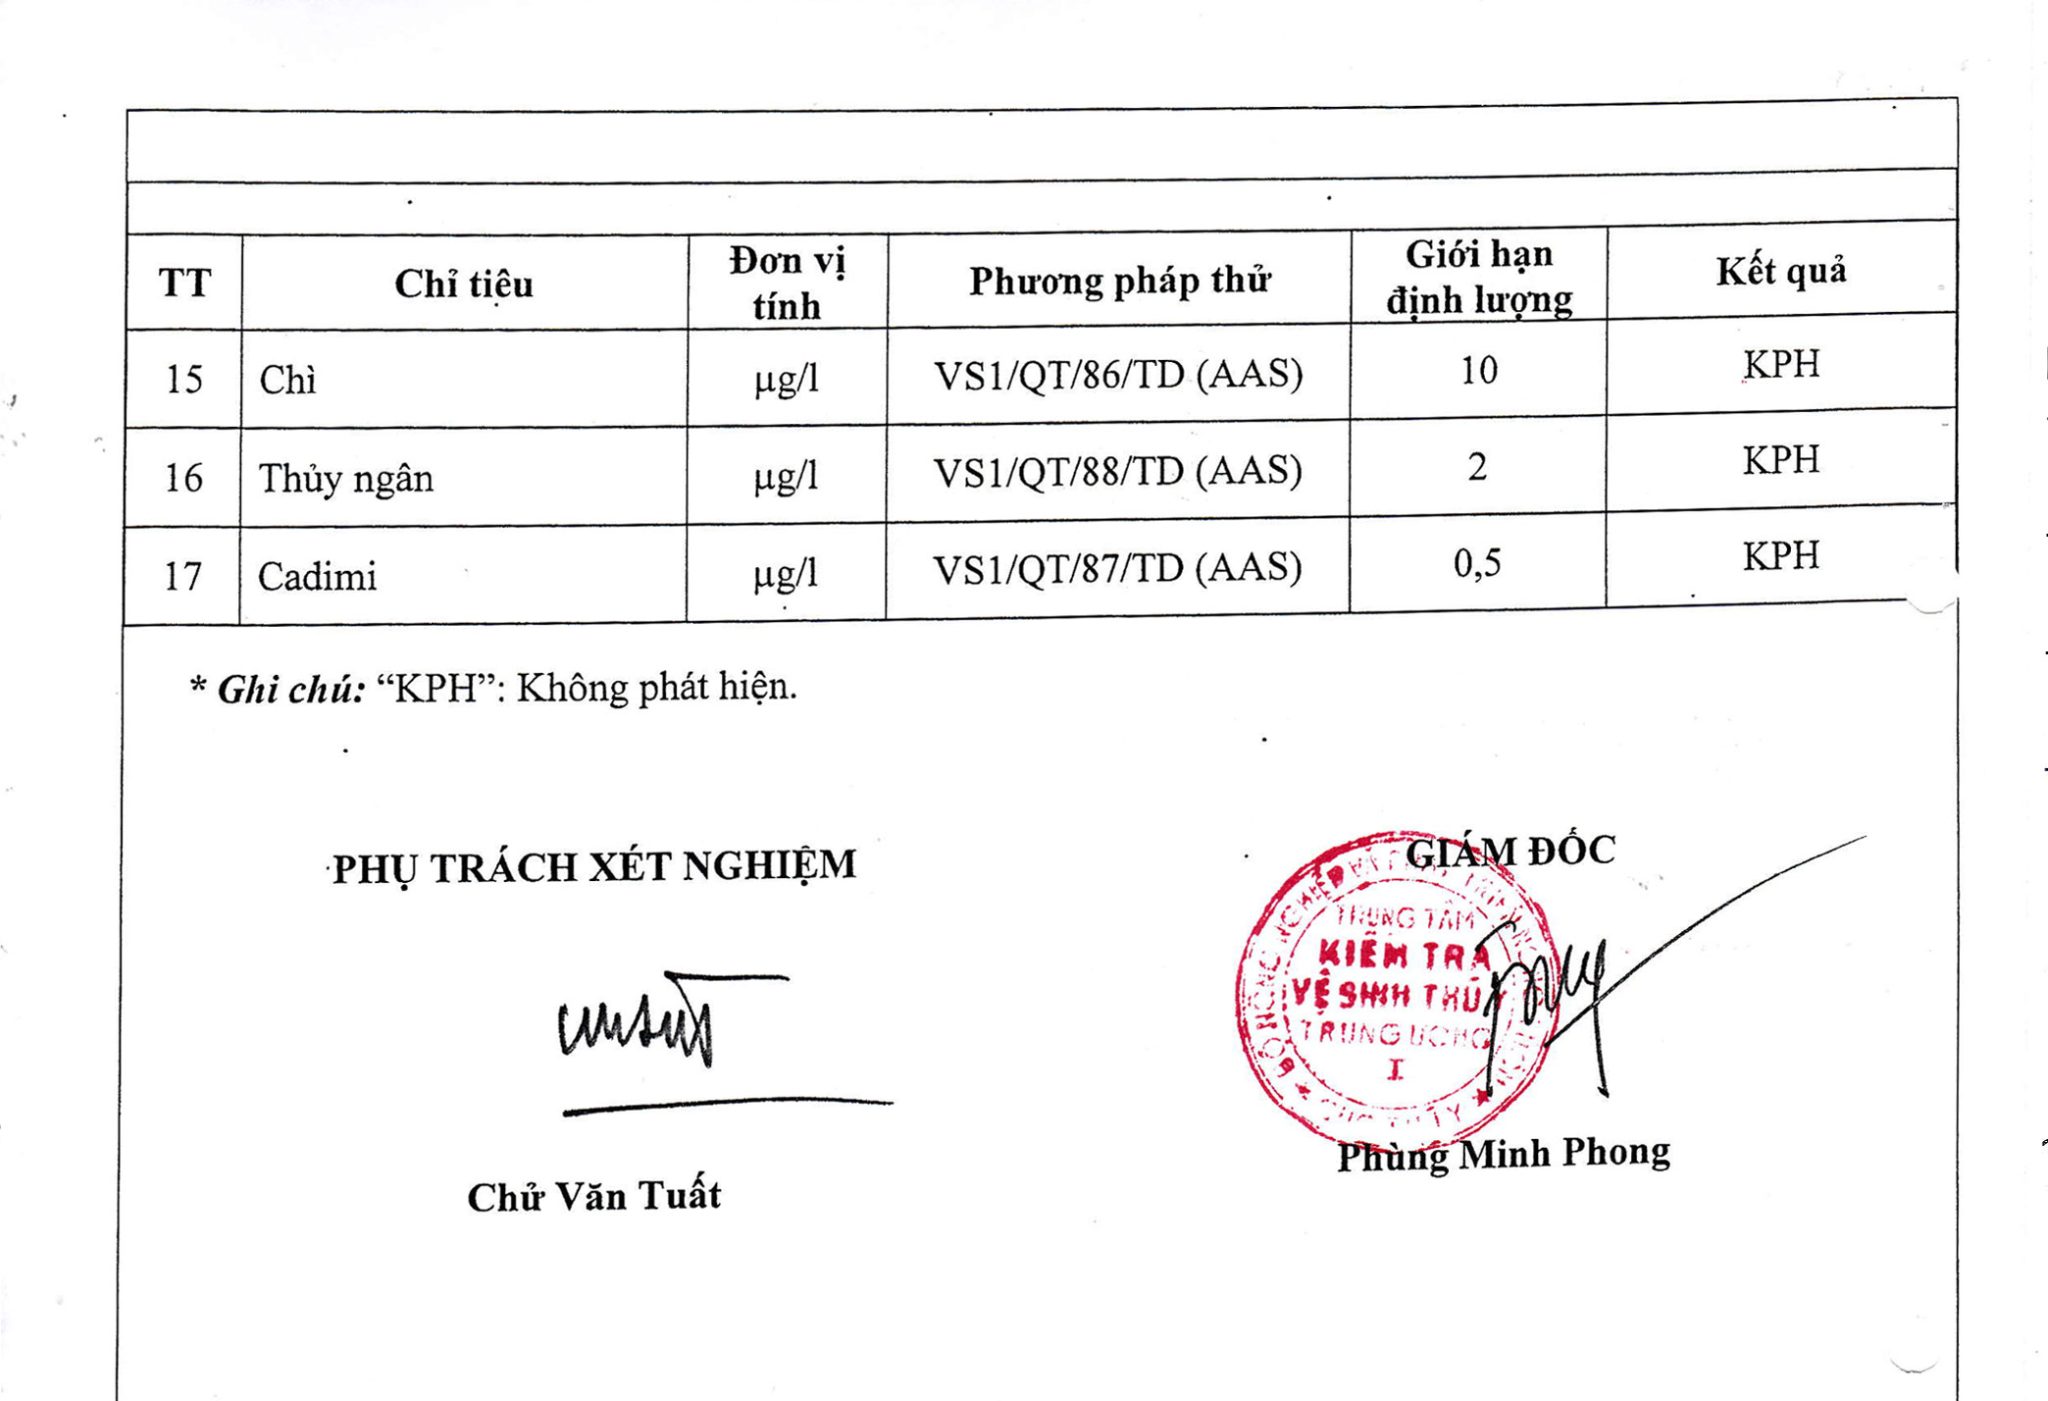 TT Chỉ tiêu Đơn vị tính Phương pháp thử Giới hạn định lượng Kết quả
15 Chì µg/l VS1/QT/86/TD (AAS) 10 KPH
16 Thủy ngân µg/l VS1/QT/88/TD (AAS) 2 KPH
17 Cadimi µg/l VS1/QT/87/TD (AAS) 0,5 KPH
* Ghi chú: “KPH”: Không phát hiện.
PHỤ TRÁCH XÉT NGHIỆM
GIÁM ĐỐC
TRUNG TÂM
KIỂM TRA
VỆ SINH THÚ Y
TRUNG ƯƠNG
I
Chử Văn Tuất
Phùng Minh Phong